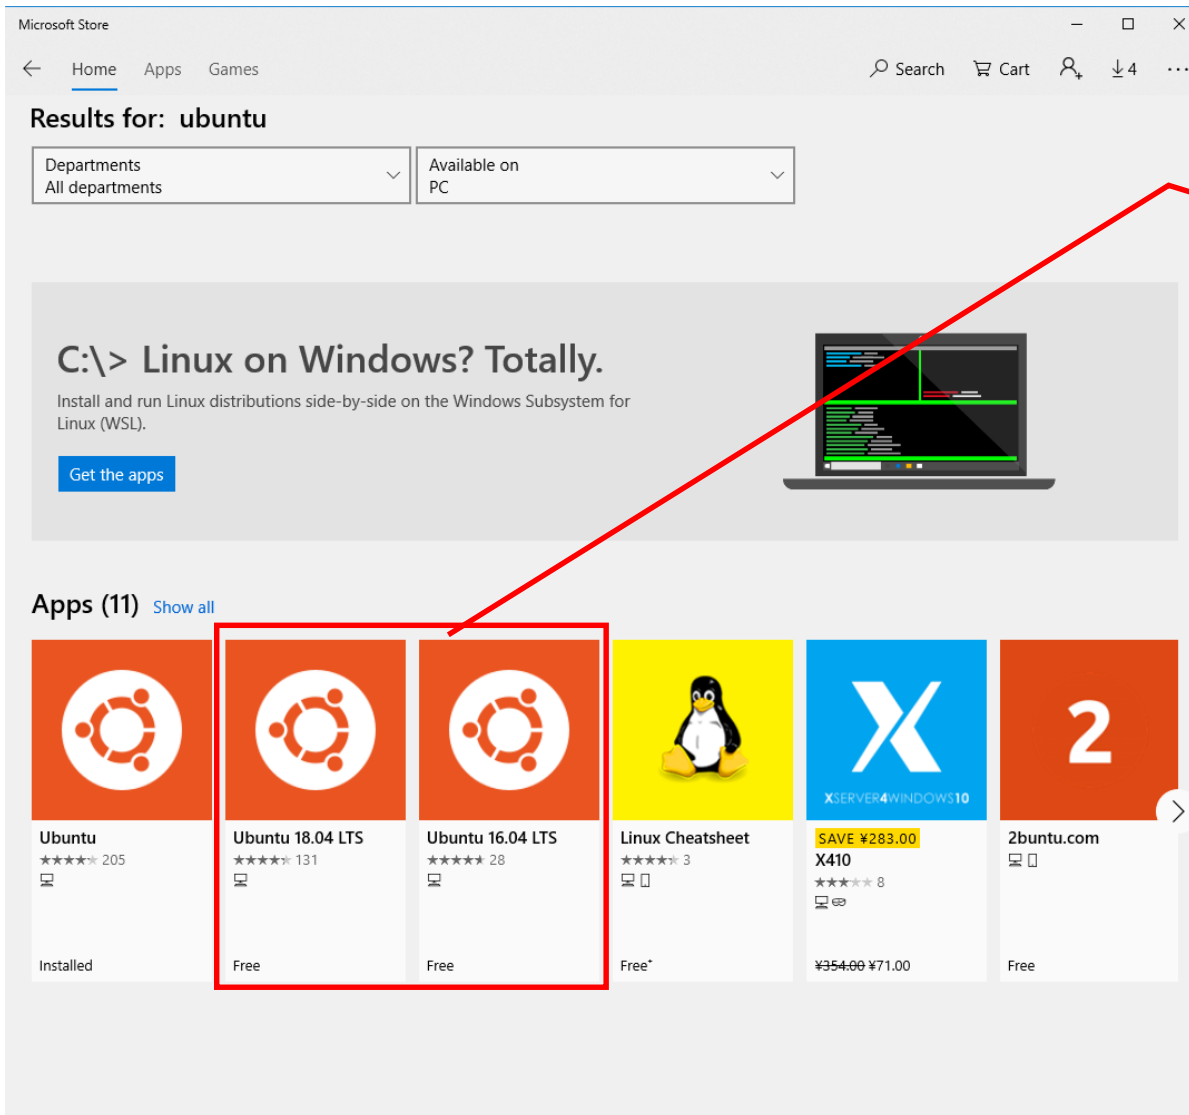 Microsoft Store
Home Apps Games Search Cart 4
Results for: ubuntu
Departments
All departments
Available on
PC
C:\> Linux on Windows? Totally.
Install and run Linux distributions side-by-side on the Windows Subsystem for
Linux (WSL).
Get the apps
Apps (11) Show all
Ubuntu
205
Installed
Ubuntu 18.04 LTS
131
Free
Ubuntu 16.04 LTS
28
Free
Linux Cheatsheet
3
Free*
XSERVER4WINDOWS10
SAVE ¥283.00
X410
8
¥354.00 ¥71.00
2
2buntu.com
Free